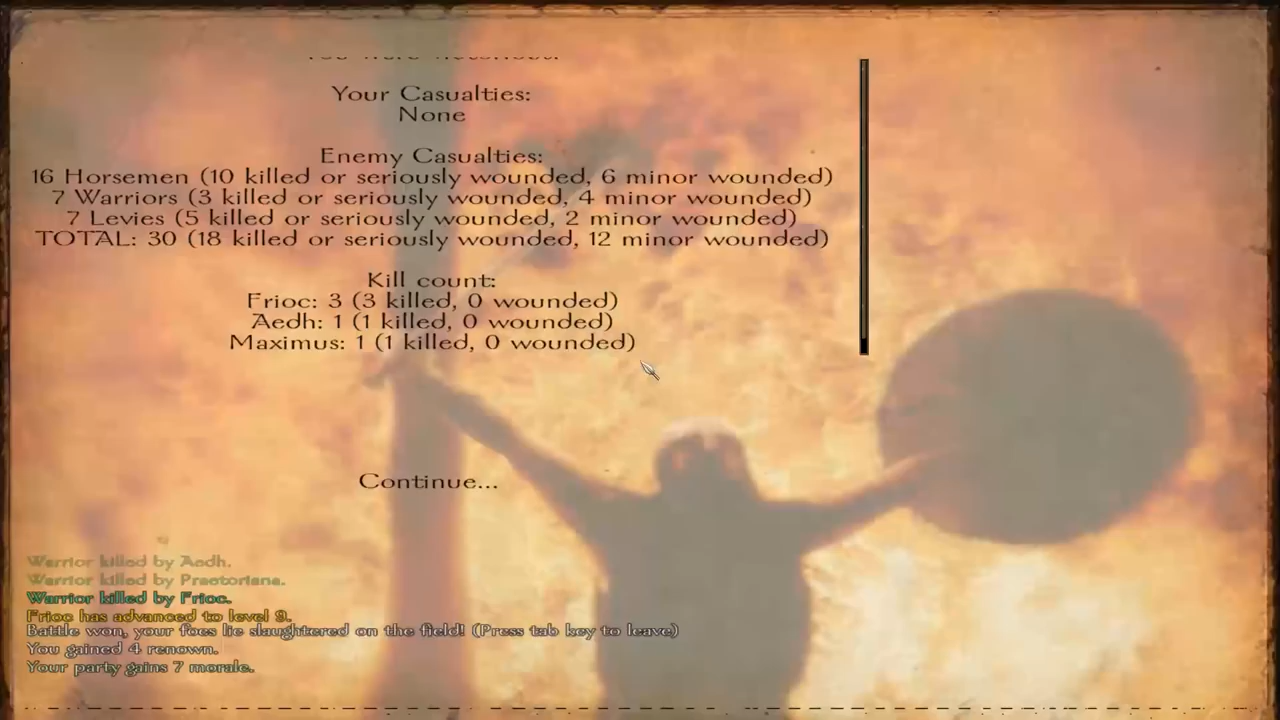 Your Casualties:
None
Enemy Casualties:
16 Horsemen (10 killed or seriously wounded, 6 minor wounded)
7 Warriors (3 killed or seriously wounded, 4 minor wounded)
7 Levies (5 killed or seriously wounded, 2 minor wounded)
TOTAL: 30 (18 killed or seriously wounded, 12 minor wounded)
Kill count:
Frioc: 3 (3 killed, 0 wounded)
Aedh: 1 (1 killed, 0 wounded)
Maximus: 1 (1 killed, 0 wounded)
Continue...
Warrior killed by Aedh.
Warrior killed by Praetoriana.
Warrior killed by Frioc.
Frioc has advanced to level 9.
Battle won, your foes lie slaughtered on the field! (Press tab key to leave)
You gained 4 renown.
Your party gains 7 morale.